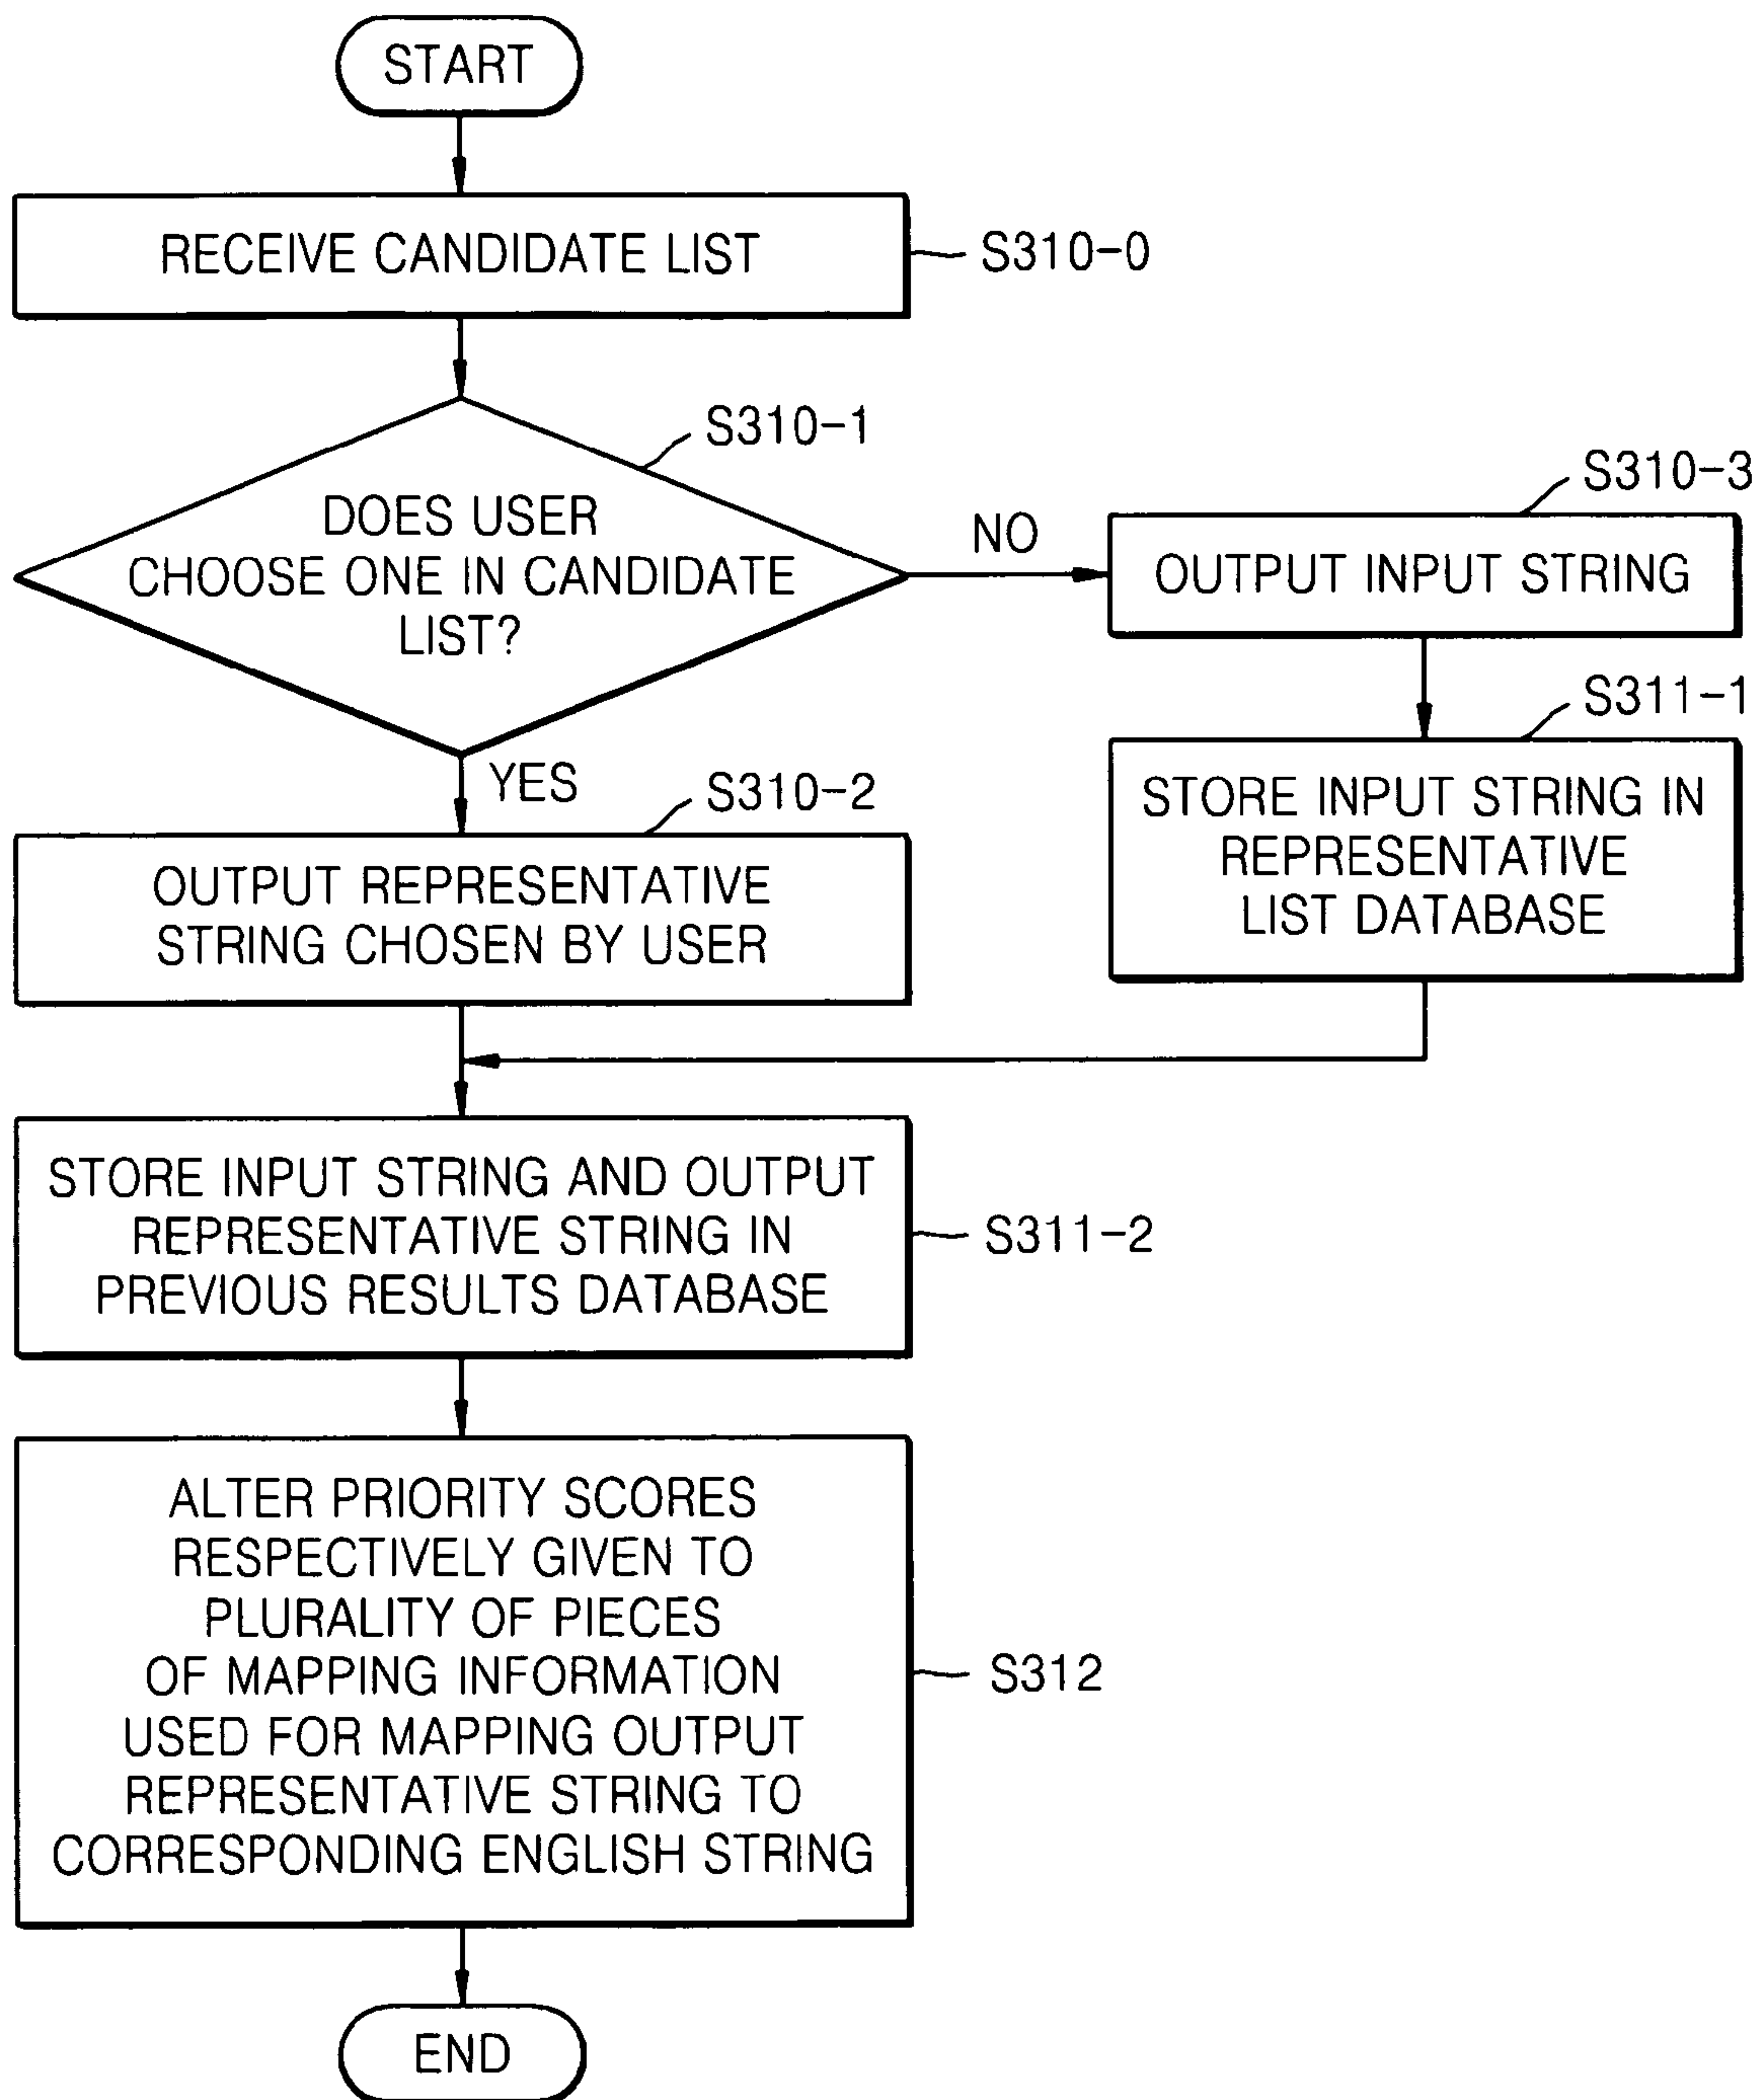 START
RECEIVE CANDIDATE LIST
S310-0
S310-1
DOES USER
CHOOSE ONE IN CANDIDATE
LIST?
NO
S310-3
OUTPUT INPUT STRING
S311-1
STORE INPUT STRING IN
REPRESENTATIVE
LIST DATABASE
YES
S310-2
OUTPUT REPRESENTATIVE
STRING CHOSEN BY USER
STORE INPUT STRING AND OUTPUT
REPRESENTATIVE STRING IN
PREVIOUS RESULTS DATABASE
S311-2
ALTER PRIORITY SCORES
RESPECTIVELY GIVEN TO
PLURALITY OF PIECES
OF MAPPING INFORMATION
USED FOR MAPPING OUTPUT
REPRESENTATIVE STRING TO
CORRESPONDING ENGLISH STRING
S312
END